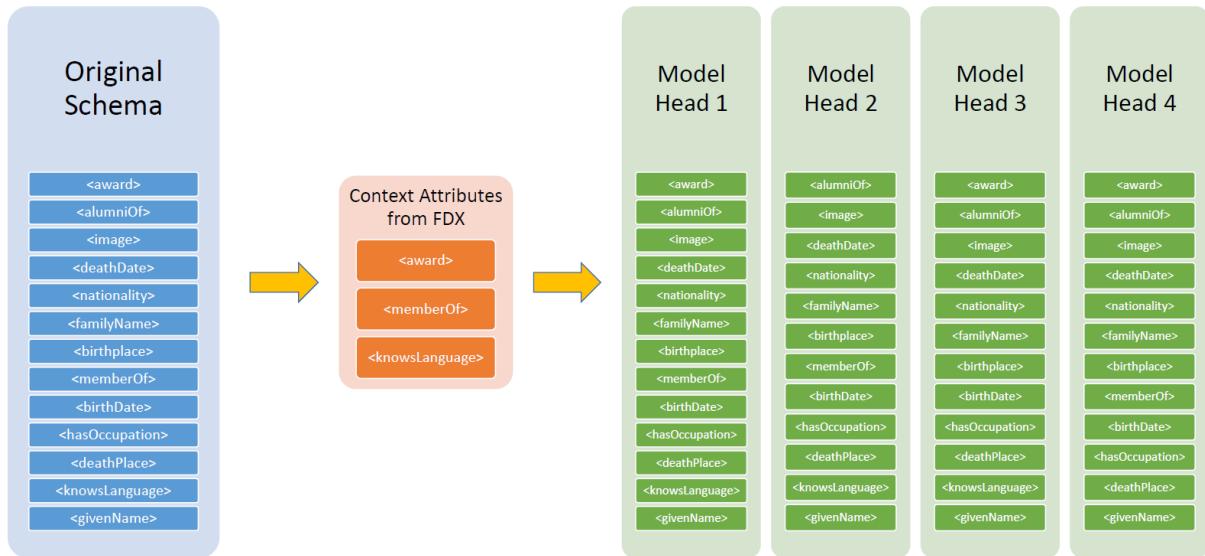 Original
Schema
<award>
<alumniOf>
<image>
<deathDate>
<nationality>
<familyName>
<birthplace>
<memberOf>
<birthDate>
<hasOccupation>
<deathPlace>
<knowsLanguage>
<givenName>
Context Attributes
from FDX
<award>
<memberOf>
<knowsLanguage>
Model
Head 1
<award>
<alumniOf>
<image>
<deathDate>
<nationality>
<familyName>
<birthplace>
<memberOf>
<birthDate>
<hasOccupation>
<deathPlace>
<knowsLanguage>
<givenName>
Model
Head 2
<alumniOf>
<image>
<deathDate>
<nationality>
<familyName>
<birthplace>
<memberOf>
<birthDate>
<hasOccupation>
<deathPlace>
<knowsLanguage>
<givenName>
Model
Head 3
<award>
<alumniOf>
<image>
<deathDate>
<nationality>
<familyName>
<birthplace>
<birthDate>
<hasOccupation>
<deathPlace>
<knowsLanguage>
<givenName>
Model
Head 4
<award>
<alumniOf>
<image>
<deathDate>
<nationality>
<familyName>
<birthplace>
<memberOf>
<birthDate>
<hasOccupation>
<deathPlace>
<givenName>